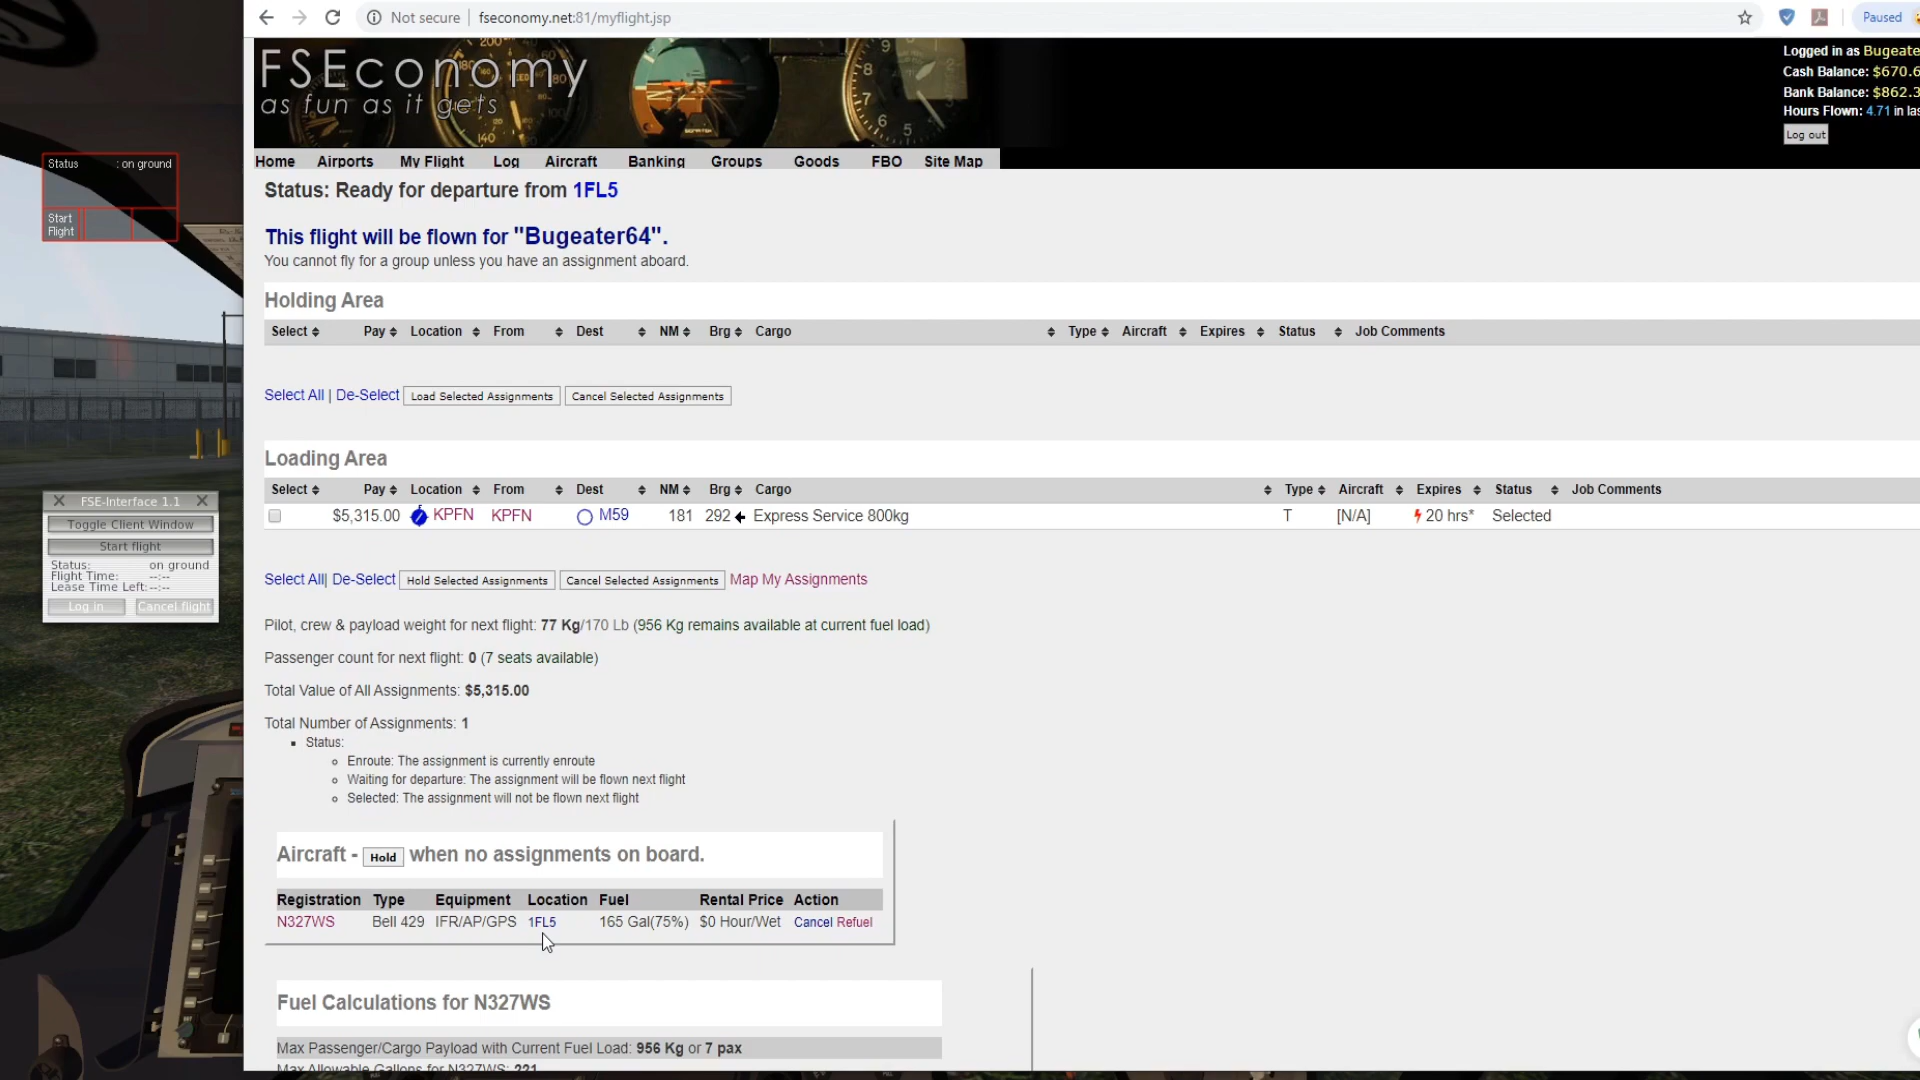 Not secure | fseconomy.net:81/myflight.jsp
Paused
FSEconomy
as fun as it gets
Logged in as Bugeate
Cash Balance: $670.6
Bank Balance: $862.3
Hours Flown: 4.71 in las
Log out
Home Airports My Flight Log Aircraft Banking Groups Goods FBO Site Map
Status : on ground
Start
Flight
Status: Ready for departure from 1FL5
This flight will be flown for "Bugeater64".
You cannot fly for a group unless you have an assignment aboard.
Holding Area
Select Pay Location From Dest NM Brg Cargo Type Aircraft Expires Status Job Comments
Select All | De-Select Load Selected Assignments Cancel Selected Assignments
Loading Area
Select Pay Location From Dest NM Brg Cargo Type Aircraft Expires Status Job Comments
$5,315.00 KPFN KPFN M59 181 292 Express Service 800kg T [N/A] 20 hrs* Selected
FSE-Interface 1.1
Toggle Client Window
Start flight
Status: on ground
Flight Time: --:--
Lease Time Left: --:--
Log in Cancel flight
Select All| De-Select Hold Selected Assignments Cancel Selected Assignments Map My Assignments
Pilot, crew & payload weight for next flight: 77 Kg/170 Lb (956 Kg remains available at current fuel load)
Passenger count for next flight: 0 (7 seats available)
Total Value of All Assignments: $5,315.00
Total Number of Assignments: 1
Status:
Enroute: The assignment is currently enroute
Waiting for departure: The assignment will be flown next flight
Selected: The assignment will not be flown next flight
Aircraft - Hold when no assignments on board.
Registration Type Equipment Location Fuel Rental Price Action
N327WS Bell 429 IFR/AP/GPS 1FL5 165 Gal(75%) $0 Hour/Wet Cancel Refuel
Fuel Calculations for N327WS
Max Passenger/Cargo Payload with Current Fuel Load: 956 Kg or 7 pax
Max Allowable Gallons for N327WS: 221